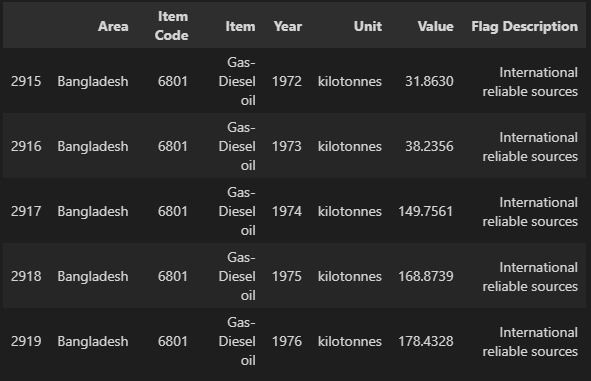 Area Item Code Item Year Unit Value Flag Description
2915 Bangladesh 6801 Gas-Diesel oil 1972 kilotonnes 31.8630 International reliable sources
2916 Bangladesh 6801 Gas-Diesel oil 1973 kilotonnes 38.2356 International reliable sources
2917 Bangladesh 6801 Gas-Diesel oil 1974 kilotonnes 149.7561 International reliable sources
2918 Bangladesh 6801 Gas-Diesel oil 1975 kilotonnes 168.8739 International reliable sources
2919 Bangladesh 6801 Gas-Diesel oil 1976 kilotonnes 178.4328 International reliable sources